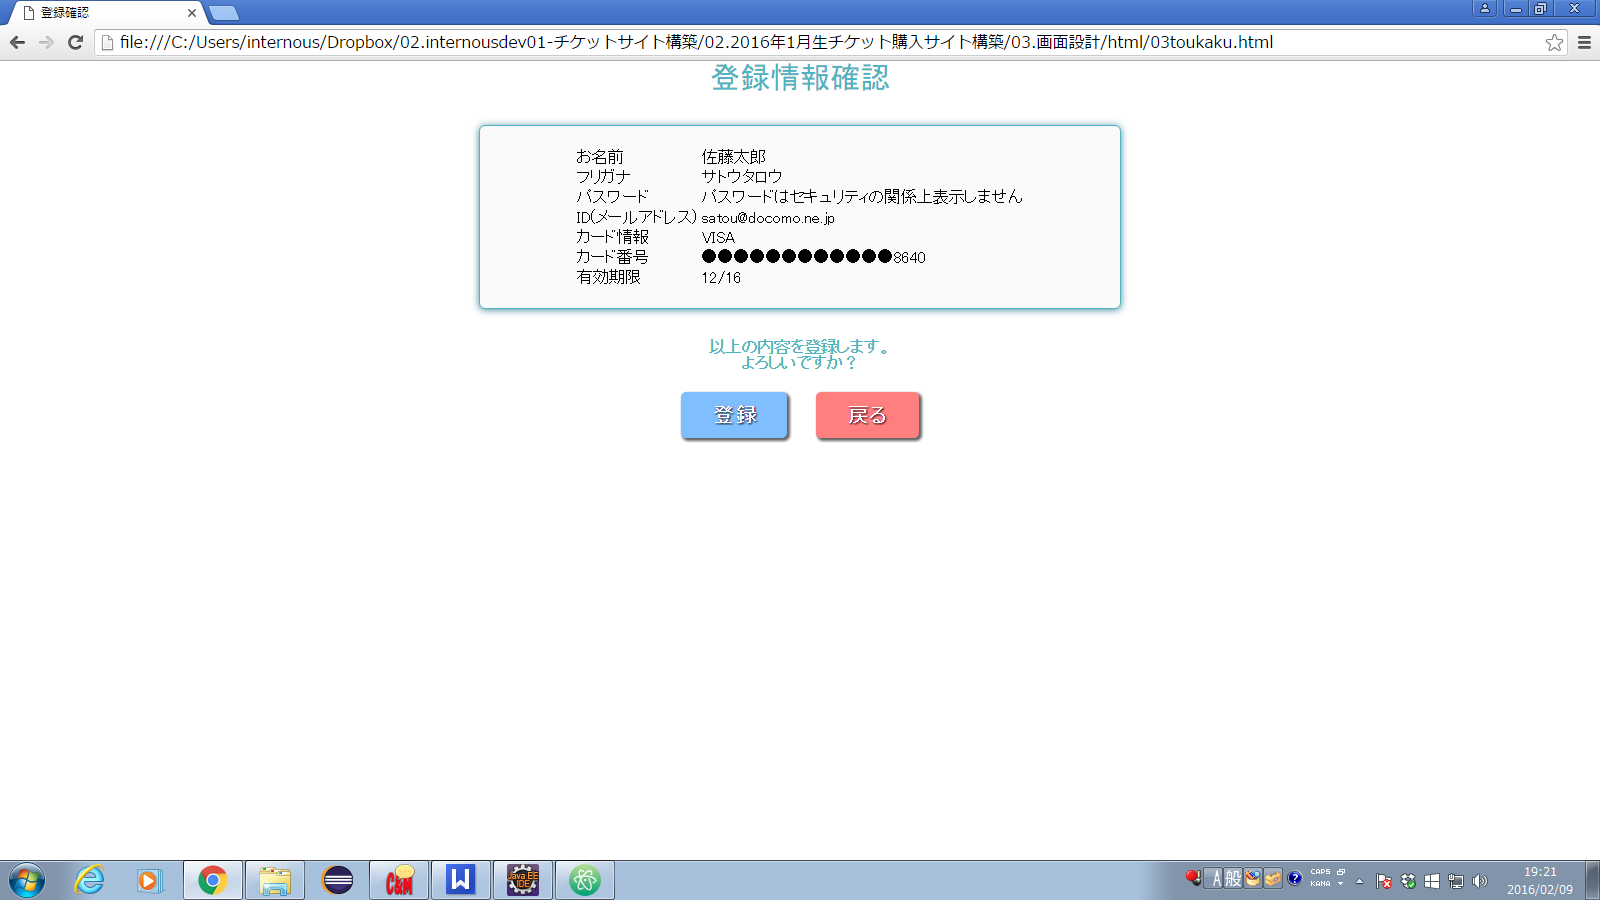 登録確認
file:///C:/Users/internous/Dropbox/02.internousdev01-チケットサイト構築/02.2016年1月生チケット購入サイト構築/03.画面設計/html/03toukaku.html
登録情報確認
お名前 佐藤太郎
フリガナ サトウタロウ
パスワード パスワードはセキュリティの関係上表示しません
ID(メールアドレス) satou@docomo.ne.jp
カード情報 VISA
カード番号 ●●●●●●●●●●●●8640
有効期限 12/16
以上の内容を登録します。
よろしいですか？
登録 戻る
C&M
W
Java EE
IDE
A 般
CAPS
KANA
19:21
2016/02/09